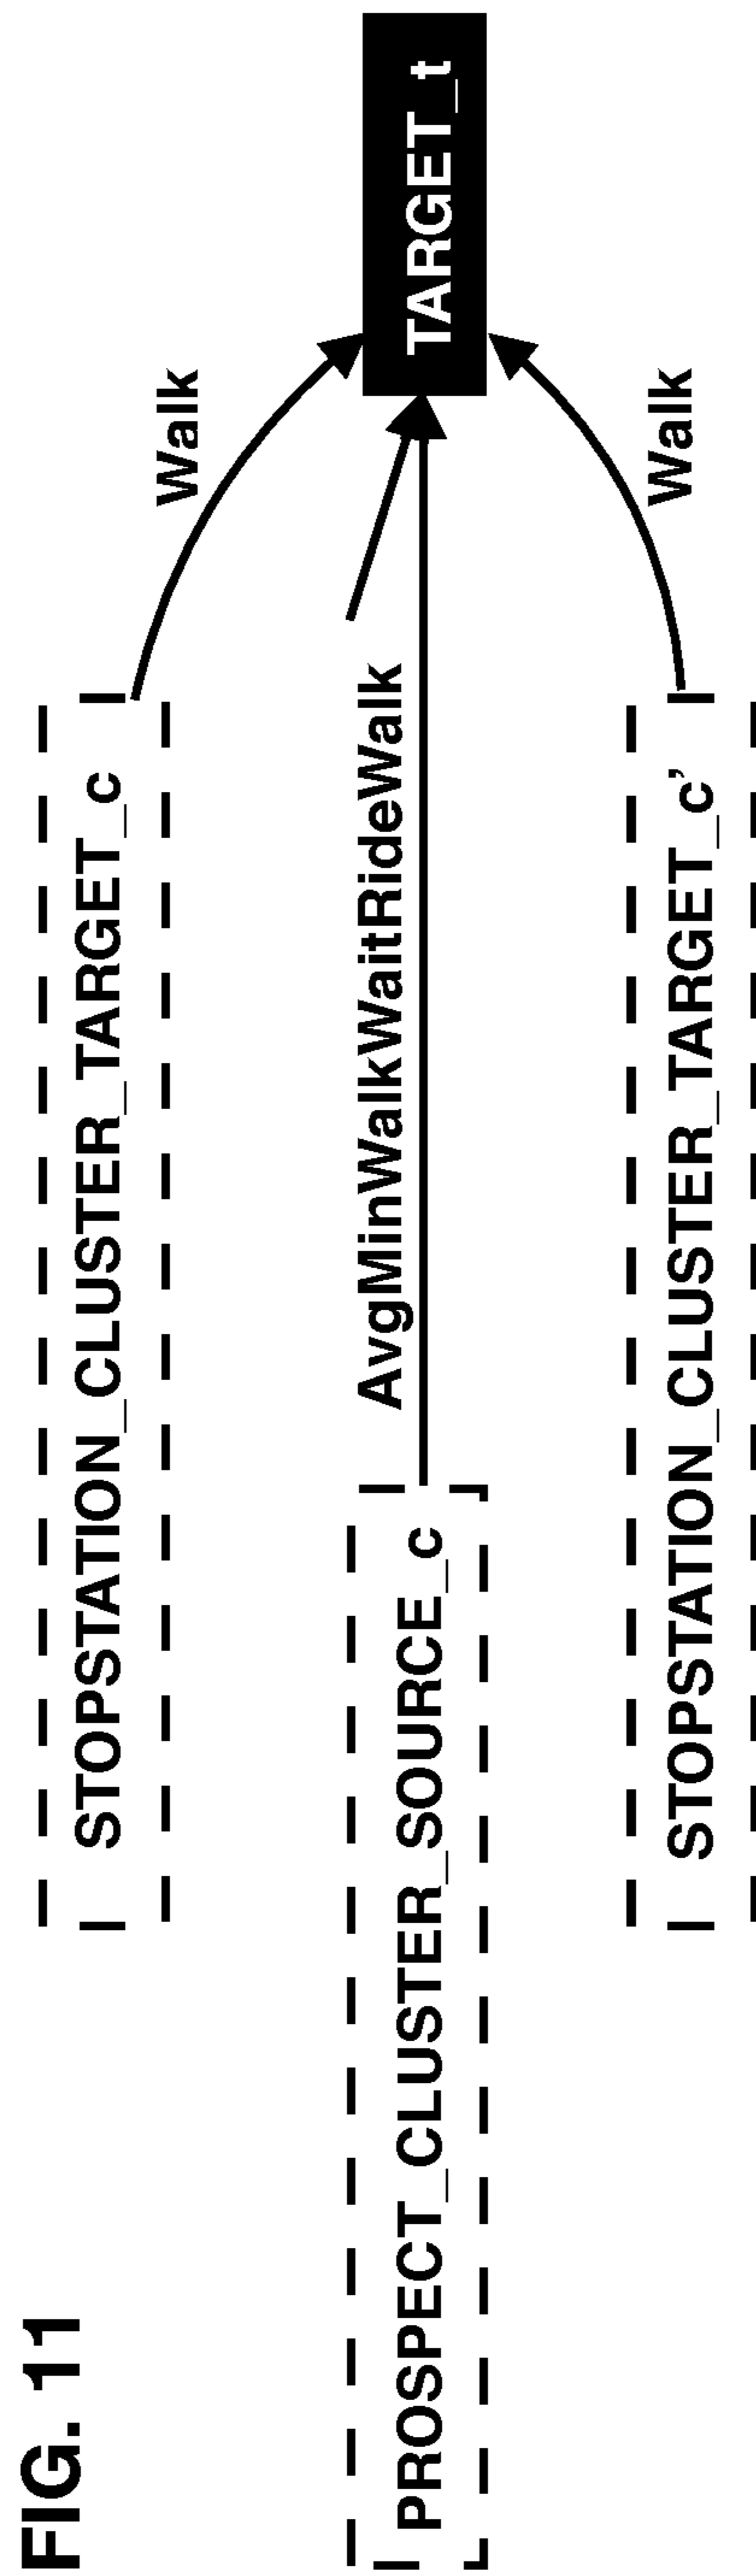 FIG. 11
STOPSTATION_CLUSTER_TARGET_c
Walk
PROSPECT_CLUSTER_SOURCE_c
AvgMinWalkWaitRideWalk
TARGET_t
STOPSTATION_CLUSTER_TARGET_c’
Walk